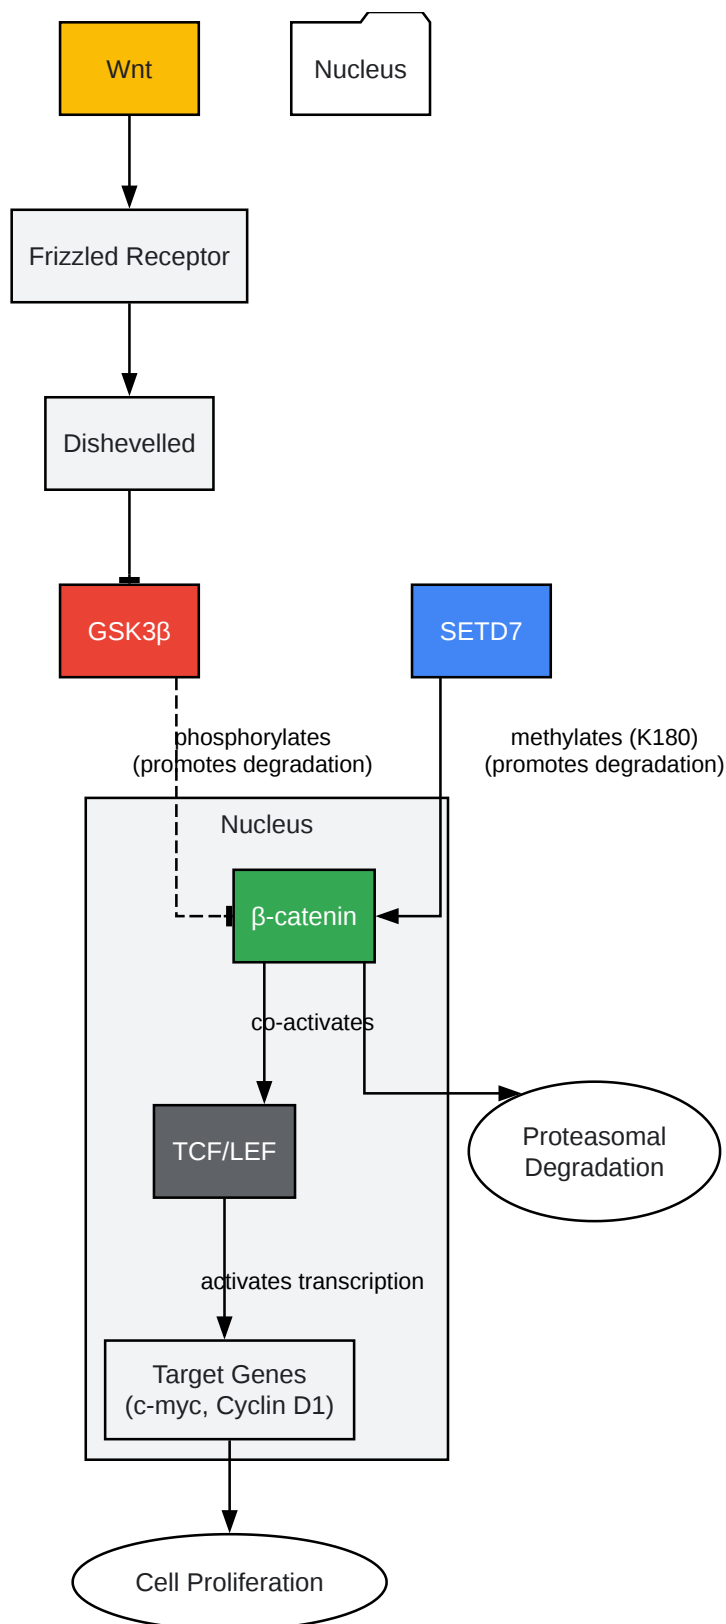 Wnt
Nucleus
Frizzled Receptor
Dishevelled
GSK3β
SETD7
phosphorylates
(promotes degradation)
methylates (K180)
(promotes degradation)
Nucleus
β-catenin
co-activates
TCF/LEF
Proteasomal
Degradation
activates transcription
Target Genes
(c-myc, Cyclin D1)
Cell Proliferation